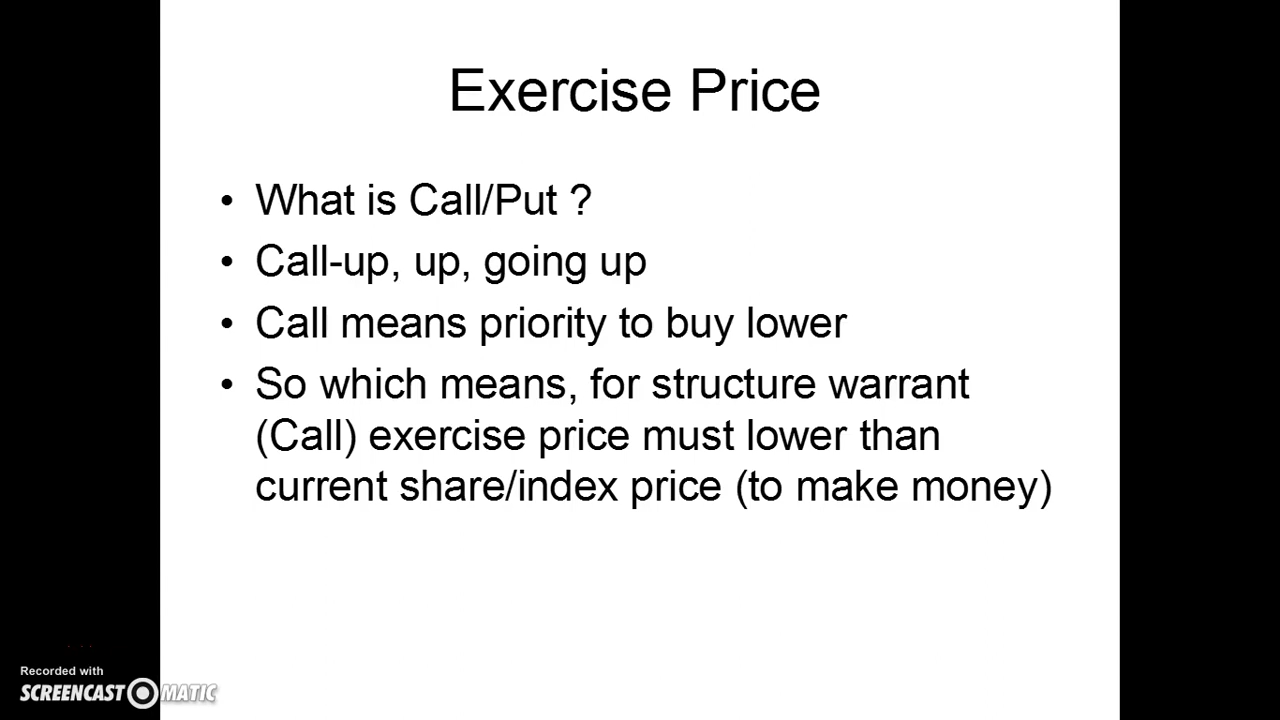 Exercise Price
• What is Call/Put ?
• Call-up, up, going up
• Call means priority to buy lower
• So which means, for structure warrant
(Call) exercise price must lower than
current share/index price (to make money)
Recorded with
SCREENCAST MATIC